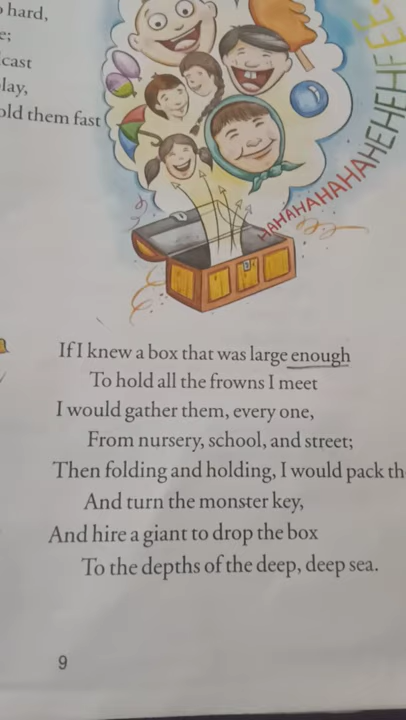 hard,
e;
cast
lay,
old them fast
HAHAHAHAHAHEHEHEHEE
If I knew a box that was large enough
To hold all the frowns I meet
I would gather them, every one,
From nursery, school, and street;
Then folding and holding, I would pack th
And turn the monster key,
And hire a giant to drop the box
To the depths of the deep, deep sea.
9